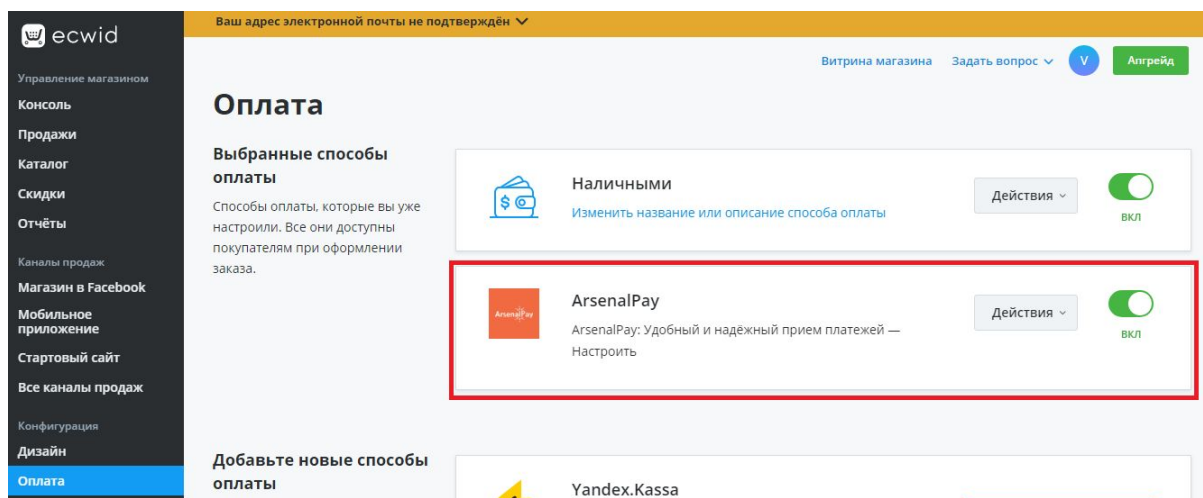 Ваш адрес электронной почты не подтверждён
ecwid
Витрина магазина
Задать вопрос
V
Апгрейд
Управление магазином
Консоль
Продажи
Каталог
Скидки
Отчёты
Каналы продаж
Магазин в Facebook
Мобильное
приложение
Стартовый сайт
Все каналы продаж
Конфигурация
Дизайн
Оплата
Оплата
Выбранные способы
оплаты
Способы оплаты, которые вы уже
настроили. Все они доступны
покупателям при оформлении
заказа.
$
Наличными
Изменить название или описание способа оплаты
Действия
вкл
ArsenalPay
ArsenalPay
ArsenalPay: Удобный и надёжный прием платежей —
Настроить
Действия
вкл
Добавьте новые способы
оплаты
Yandex.Kassa